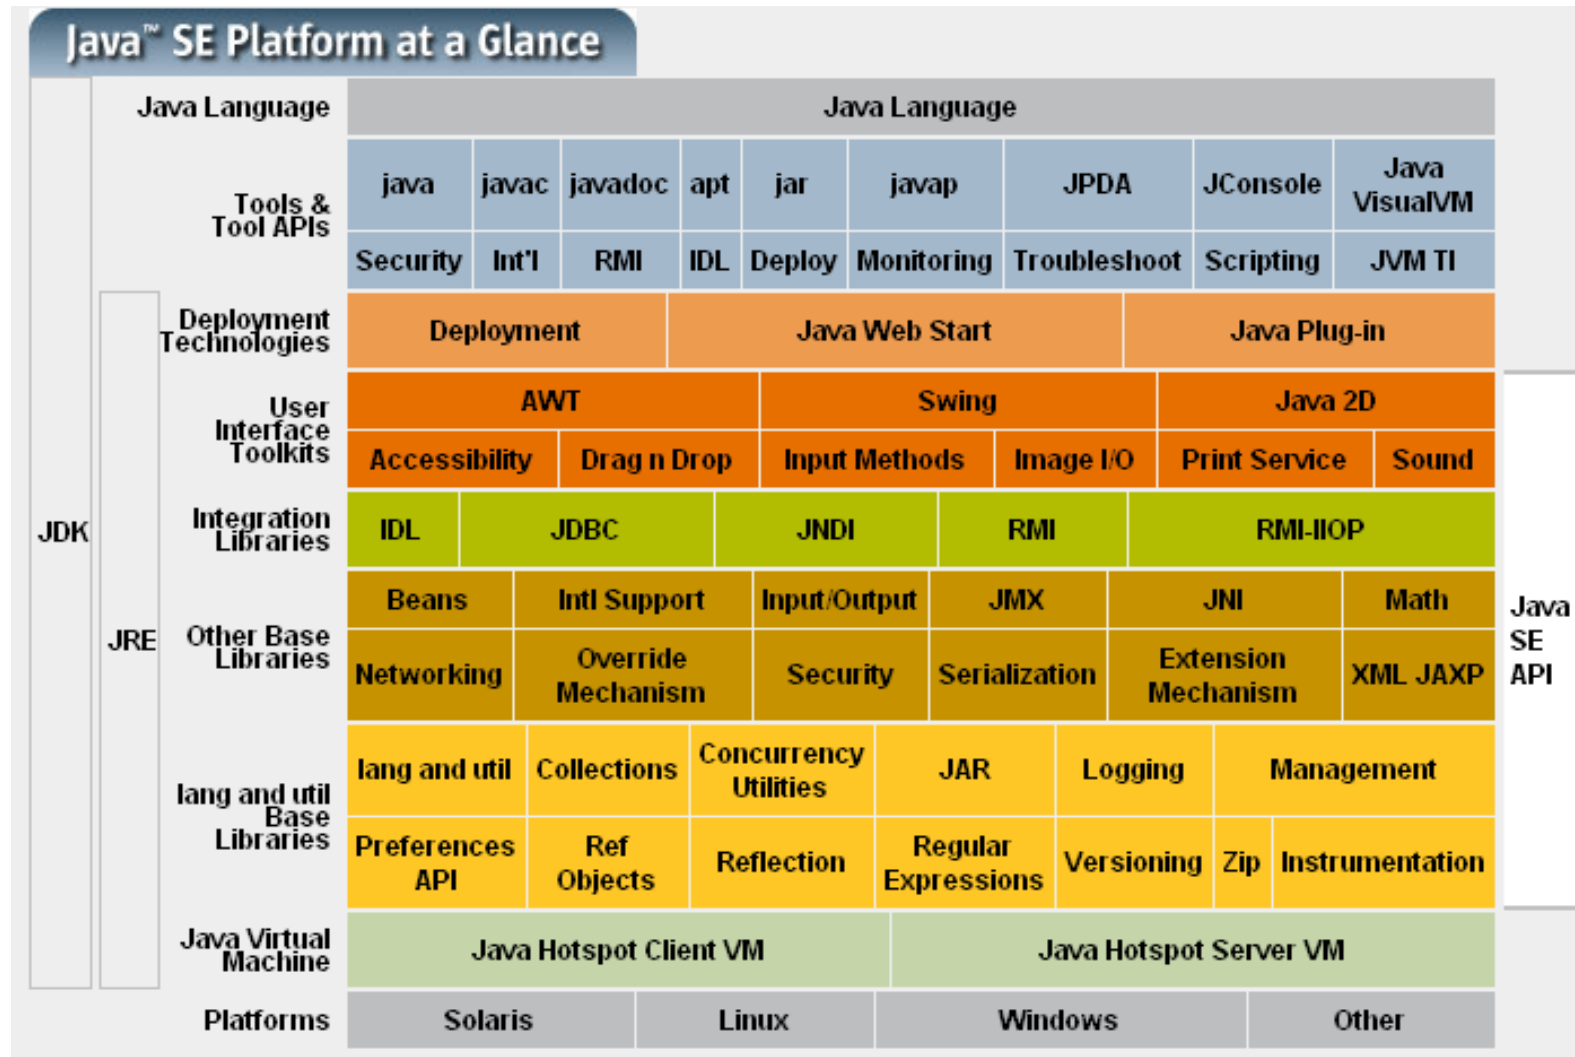 Java™ SE Platform at a Glance
Java Language
Java Language
Tools &
Tool APIs
java javac javadoc apt jar javap JPDA JConsole Java
VisualVM
Security Int'l RMI IDL Deploy Monitoring Troubleshoot Scripting JVM TI
Deployment
Technologies
Deployment Java Web Start Java Plug-in
User
Interface
Toolkits
AWT Swing Java 2D
Accessibility Drag n Drop Input Methods Image I/O Print Service Sound
Integration
Libraries
IDL JDBC JNDI RMI RMI-IIOP
JDK
JRE
Other Base
Libraries
Beans Intl Support Input/Output JMX JNI Math
Networking Override
Mechanism Security Serialization Extension
Mechanism XML JAXP
Java
SE
API
lang and util
Base
Libraries
lang and util Collections Concurrency
Utilities JAR Logging Management
Preferences
API Ref
Objects Reflection Regular
Expressions Versioning Zip Instrumentation
Java Virtual
Machine
Java Hotspot Client VM Java Hotspot Server VM
Platforms
Solaris Linux Windows Other